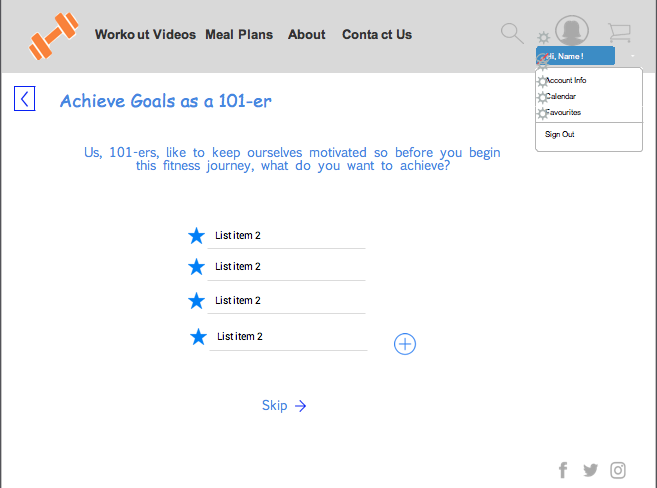 Workout Videos Meal Plans About Contact Us
Hi, Name!
Account Info
Calendar
Favourites
Sign Out
Achieve Goals as a 101-er
Us, 101-ers, like to keep ourselves motivated so before you begin
this fitness journey, what do you want to achieve?
List item 2
List item 2
List item 2
List item 2
Skip